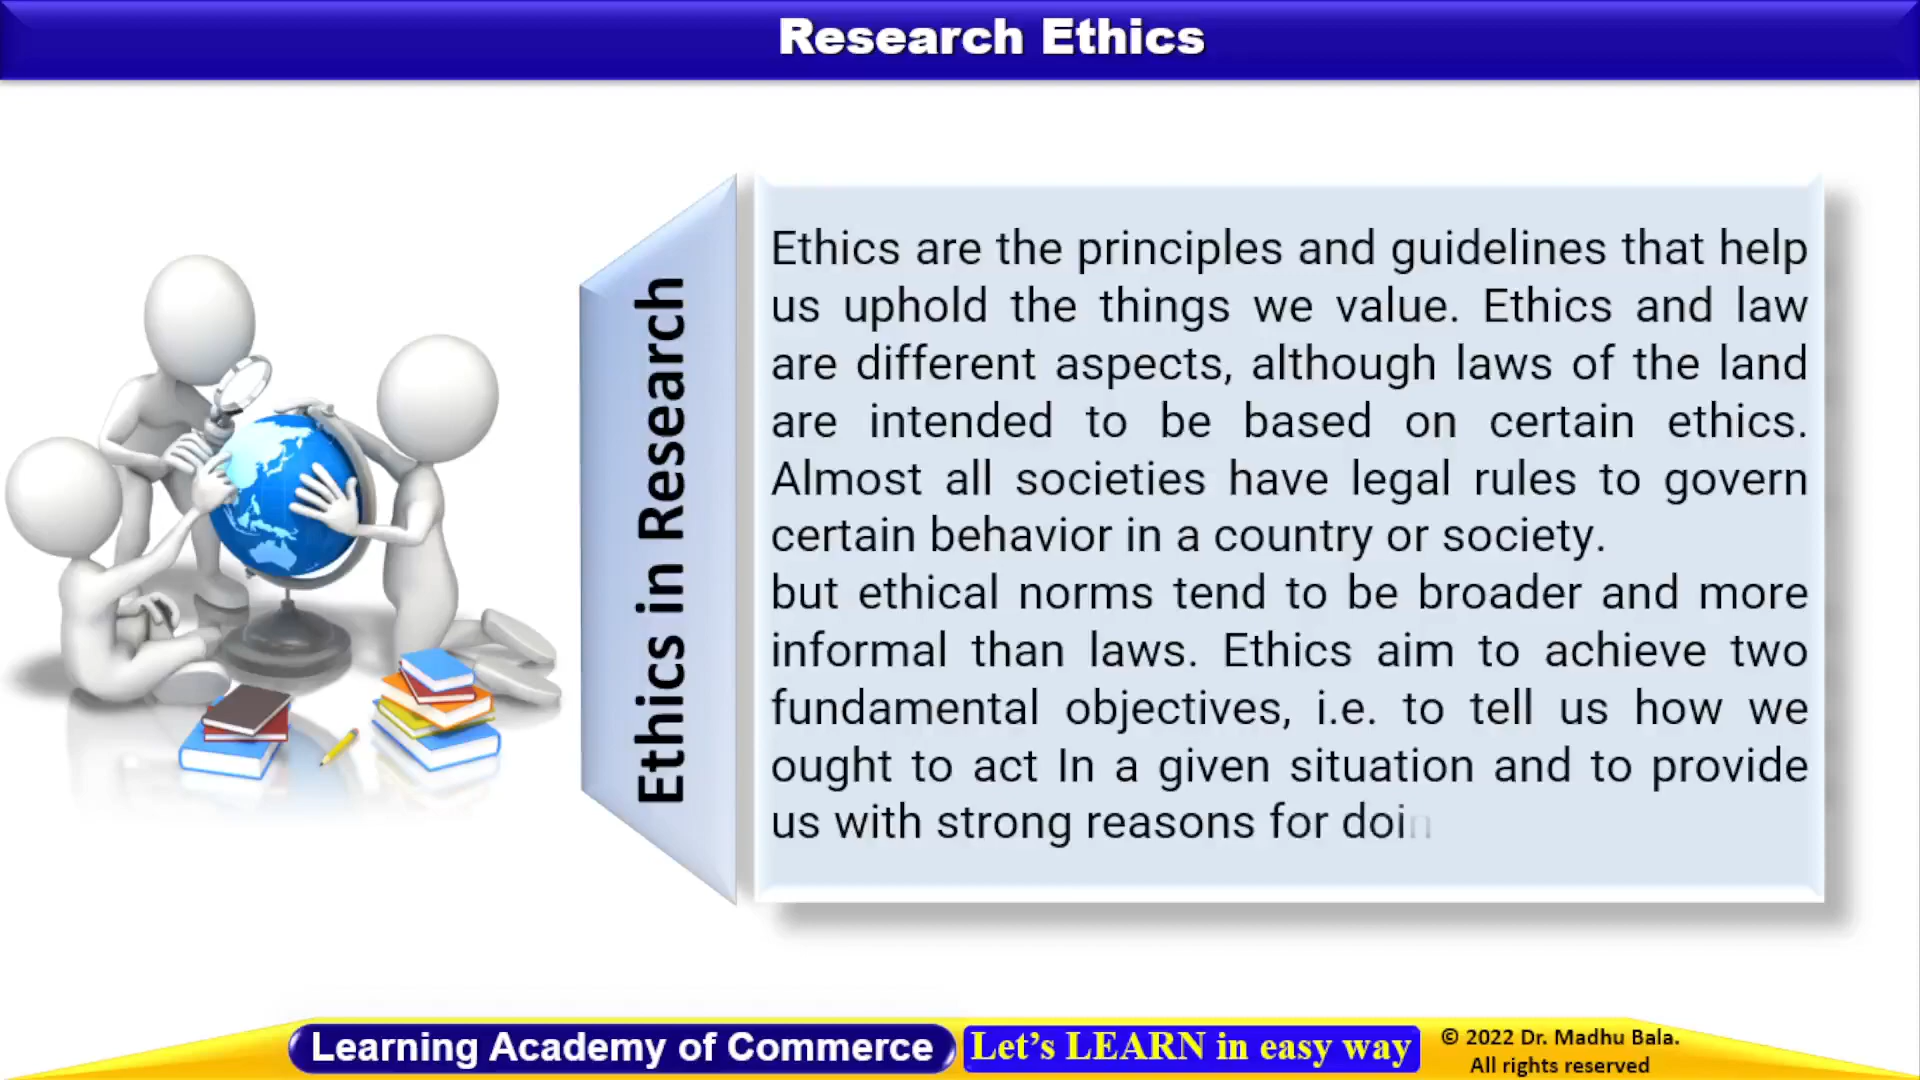 Research Ethics
Ethics in Research
Ethics are the principles and guidelines that help
us uphold the things we value. Ethics and law
are different aspects, although laws of the land
are intended to be based on certain ethics.
Almost all societies have legal rules to govern
certain behavior in a country or society.
but ethical norms tend to be broader and more
informal than laws. Ethics aim to achieve two
fundamental objectives, i.e. to tell us how we
ought to act In a given situation and to provide
us with strong reasons for doin
Learning Academy of Commerce
Let's LEARN in easy way
© 2022 Dr. Madhu Bala.
All rights reserved